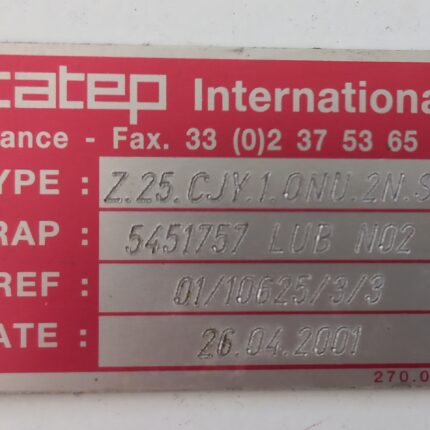 catep International
ance - Fax. 33 (0)2 37 53 65
YPE : Z.25.CJY.1.0NU.2N.S
RAP : 5451757 LUB N02
REF : 01/10625/3/3
ATE : 26.04.2001
270.0